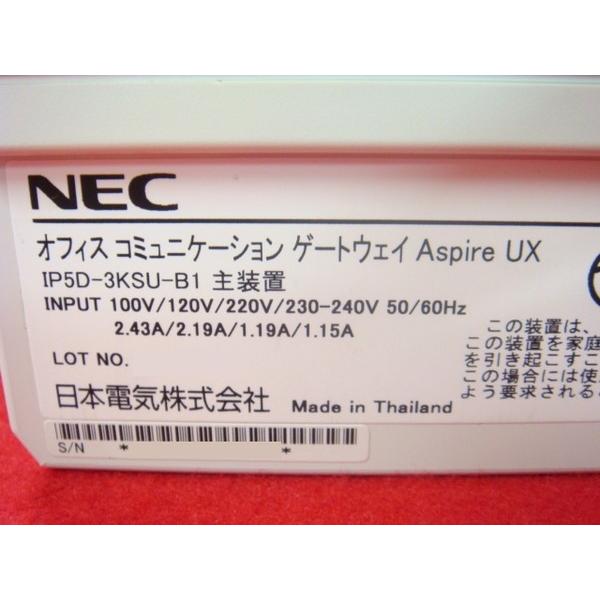 NEC
オフィス コミュニケーション ゲートウェイ Aspire UX
IP5D-3KSU-B1 主装置
INPUT 100V/120V/220V/230-240V 50/60Hz
2.43A/2.19A/1.19A/1.15A
LOT NO.
日本電気株式会社 Made in Thailand
S/N * *
この装置は、
この装置を家庭
を引き起こすこ
この場合には使
よう要求される